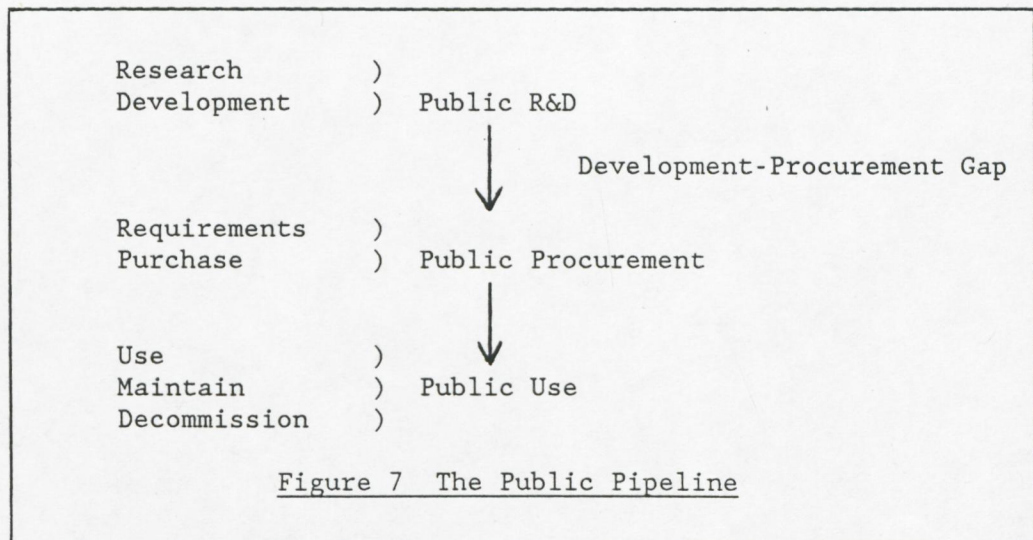 Research )
Development ) Public R&D
Development-Procurement Gap
Requirements )
Purchase ) Public Procurement
Use )
Maintain ) Public Use
Decommission )
Figure 7 The Public Pipeline